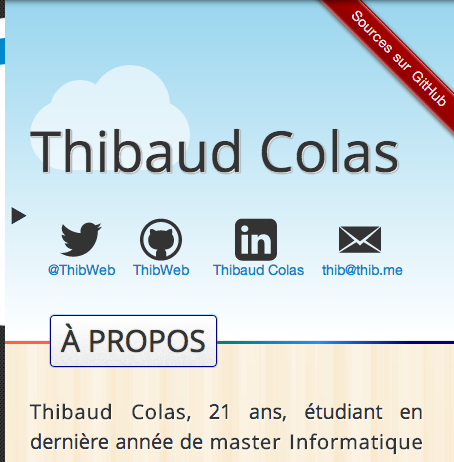 Sources sur GitHub
Thibaud Colas
@ThibWeb ThibWeb Thibaud Colas thib@thib.me
À PROPOS
Thibaud Colas, 21 ans, étudiant en
dernière année de master Informatique